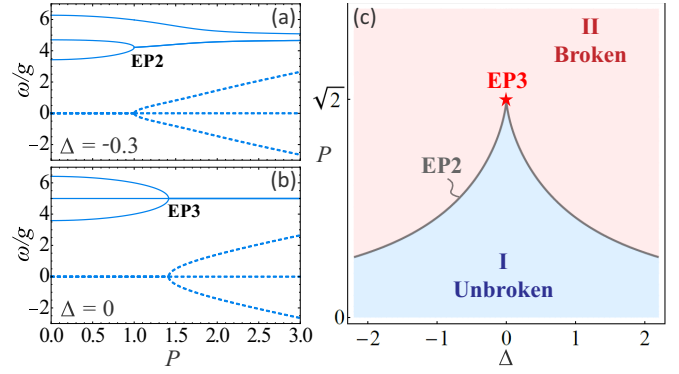 (a)
6
4
2
0
−2
ω/g
EP2
Δ = -0.3
(b)
6
4
2
0
−2
ω/g
EP3
Δ = 0
0.0 0.5 1.0 1.5 2.0 2.5 3.0
P
(c)
II
Broken
EP3
√2
P
EP2
I
Unbroken
0
−2 −1 0 1 2
Δ